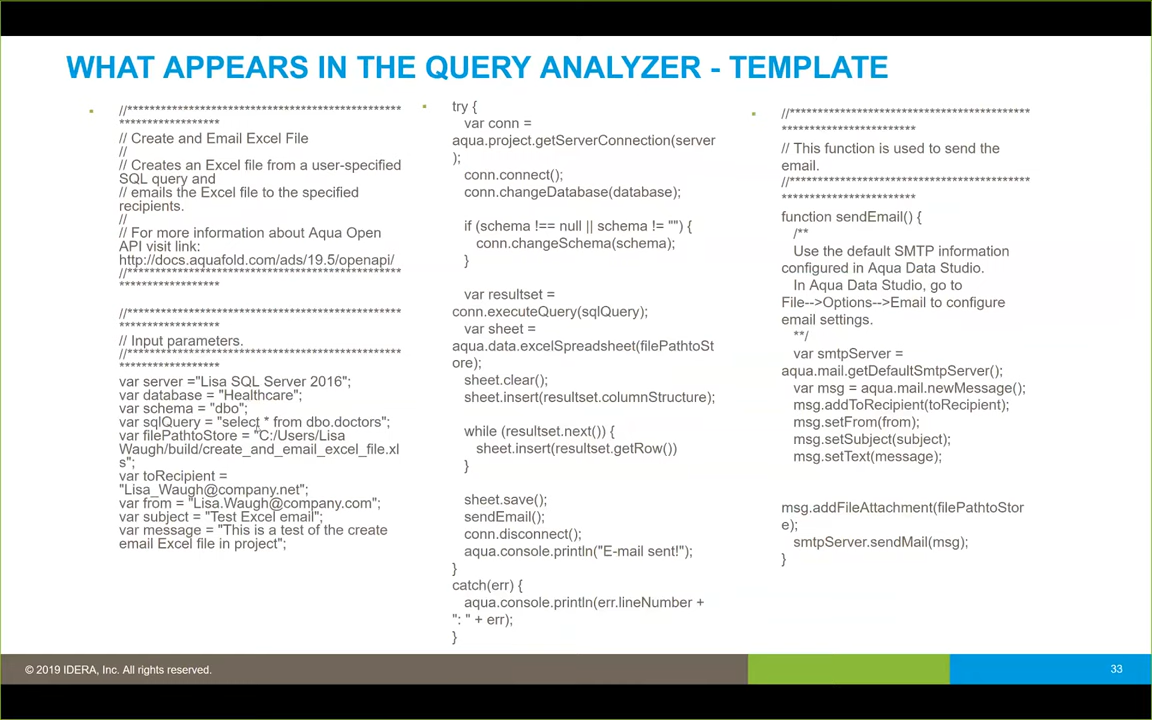 WHAT APPEARS IN THE QUERY ANALYZER - TEMPLATE
//*************************************************
******************
// Create and Email Excel File
//
// Creates an Excel file from a user-specified
SQL query and
// emails the Excel file to the specified
recipients.
//
// For more information about Aqua Open
API visit link:
http://docs.aquafold.com/ads/19.5/openapi/
//*************************************************
******************
//*************************************************
******************
// Input parameters.
//*************************************************
******************
var server ="Lisa SQL Server 2016";
var database = "Healthcare";
var schema = "dbo";
var sqlQuery = "select * from dbo.doctors";
var filePathtoStore = "C:/Users/Lisa
Waugh/build/create_and_email_excel_file.xl
s";
var toRecipient =
"Lisa_Waugh@company.net";
var from = "Lisa.Waugh@company.com";
var subject = "Test Excel email";
var message = "This is a test of the create
email Excel file in project";
try {
var conn =
aqua.project.getServerConnection(server
);
conn.connect();
conn.changeDatabase(database);
if (schema !== null || schema != "") {
conn.changeSchema(schema);
}
var resultset =
conn.executeQuery(sqlQuery);
var sheet =
aqua.data.excelSpreadsheet(filePathtoSt
ore);
sheet.clear();
sheet.insert(resultset.columnStructure);
while (resultset.next()) {
sheet.insert(resultset.getRow())
}
sheet.save();
sendEmail();
conn.disconnect();
aqua.console.println("E-mail sent!");
}
catch(err) {
aqua.console.println(err.lineNumber +
": " + err);
}
//*******************************************
************************
// This function is used to send the
email.
//*******************************************
************************
function sendEmail() {
/**
Use the default SMTP information
configured in Aqua Data Studio.
In Aqua Data Studio, go to
File-->Options-->Email to configure
email settings.
**/
var smtpServer =
aqua.mail.getDefaultSmtpServer();
var msg = aqua.mail.newMessage();
msg.addToRecipient(toRecipient);
msg.setFrom(from);
msg.setSubject(subject);
msg.setText(message);
msg.addFileAttachment(filePathtoStor
e);
smtpServer.sendMail(msg);
}
© 2019 IDERA, Inc. All rights reserved.
33